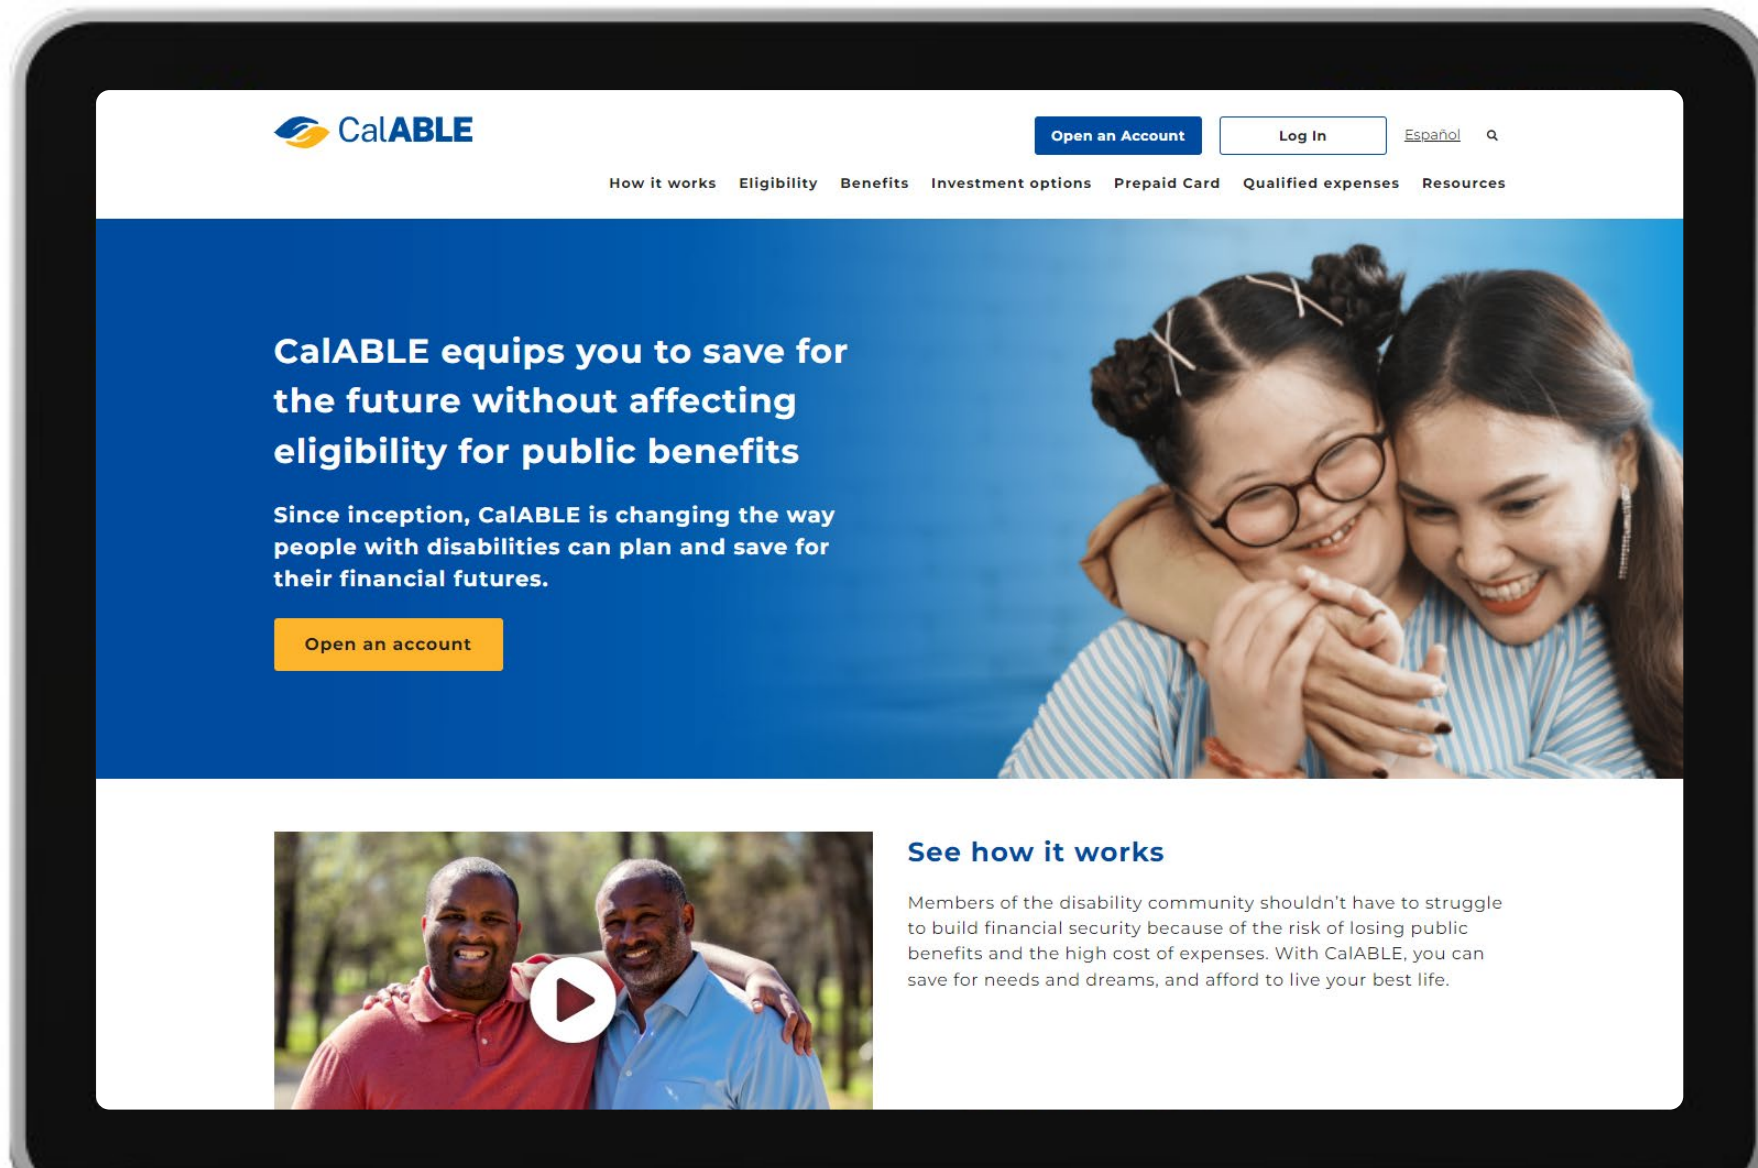 CalABLE
Open an Account
Log In
Español
How it works Eligibility Benefits Investment options Prepaid Card Qualified expenses Resources
CalABLE equips you to save for
the future without affecting
eligibility for public benefits
Since inception, CalABLE is changing the way
people with disabilities can plan and save for
their financial futures.
Open an account
See how it works
Members of the disability community shouldn’t have to struggle
to build financial security because of the risk of losing public
benefits and the high cost of expenses. With CalABLE, you can
save for needs and dreams, and afford to live your best life.